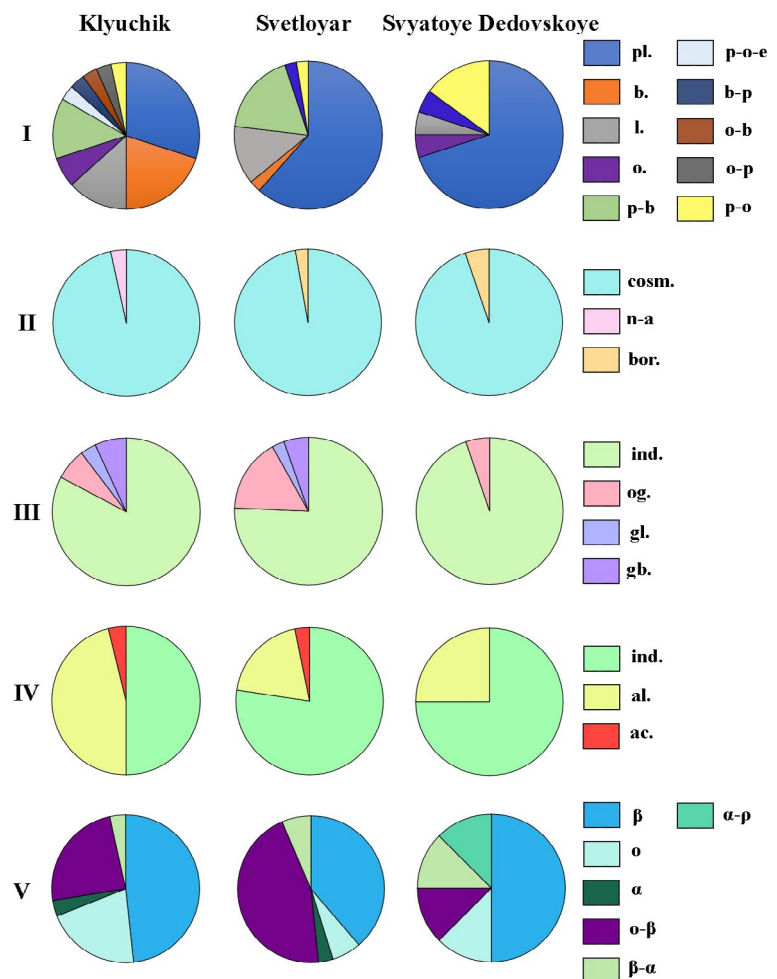 Klyuchik Svetloyar Svyatoye Dedovskoye
I
pl. p-o-e
b. b-p
l. o-b
o. o-p
p-b p-o
II
cosm.
n-a
bor.
III
ind.
og.
gl.
gb.
IV
ind.
al.
ac.
V
β α-ρ
o
α
o-β
β-α